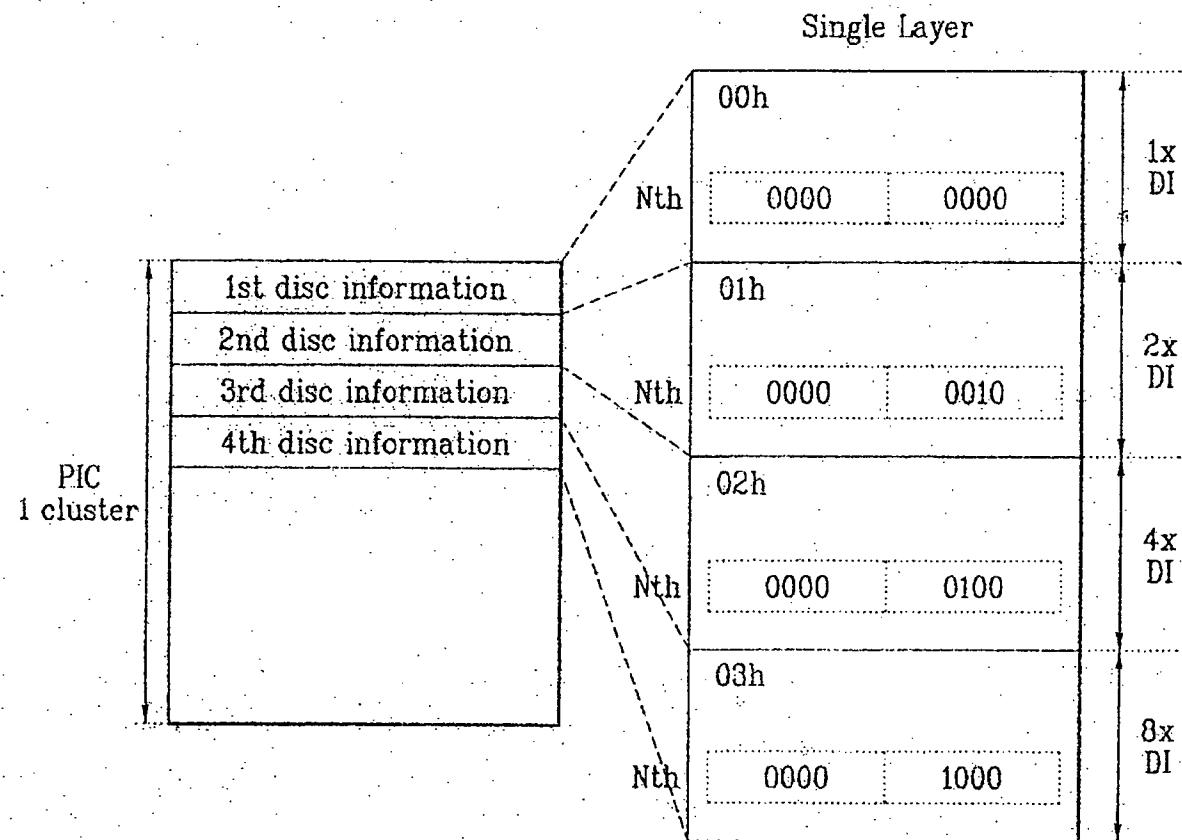 Single Layer
00h
Nth 0000 0000
1x
DI
1st disc information
2nd disc information
3rd disc information
4th disc information
PIC
1 cluster
01h
Nth 0000 0010
2x
DI
02h
Nth 0000 0100
4x
DI
03h
Nth 0000 1000
8x
DI